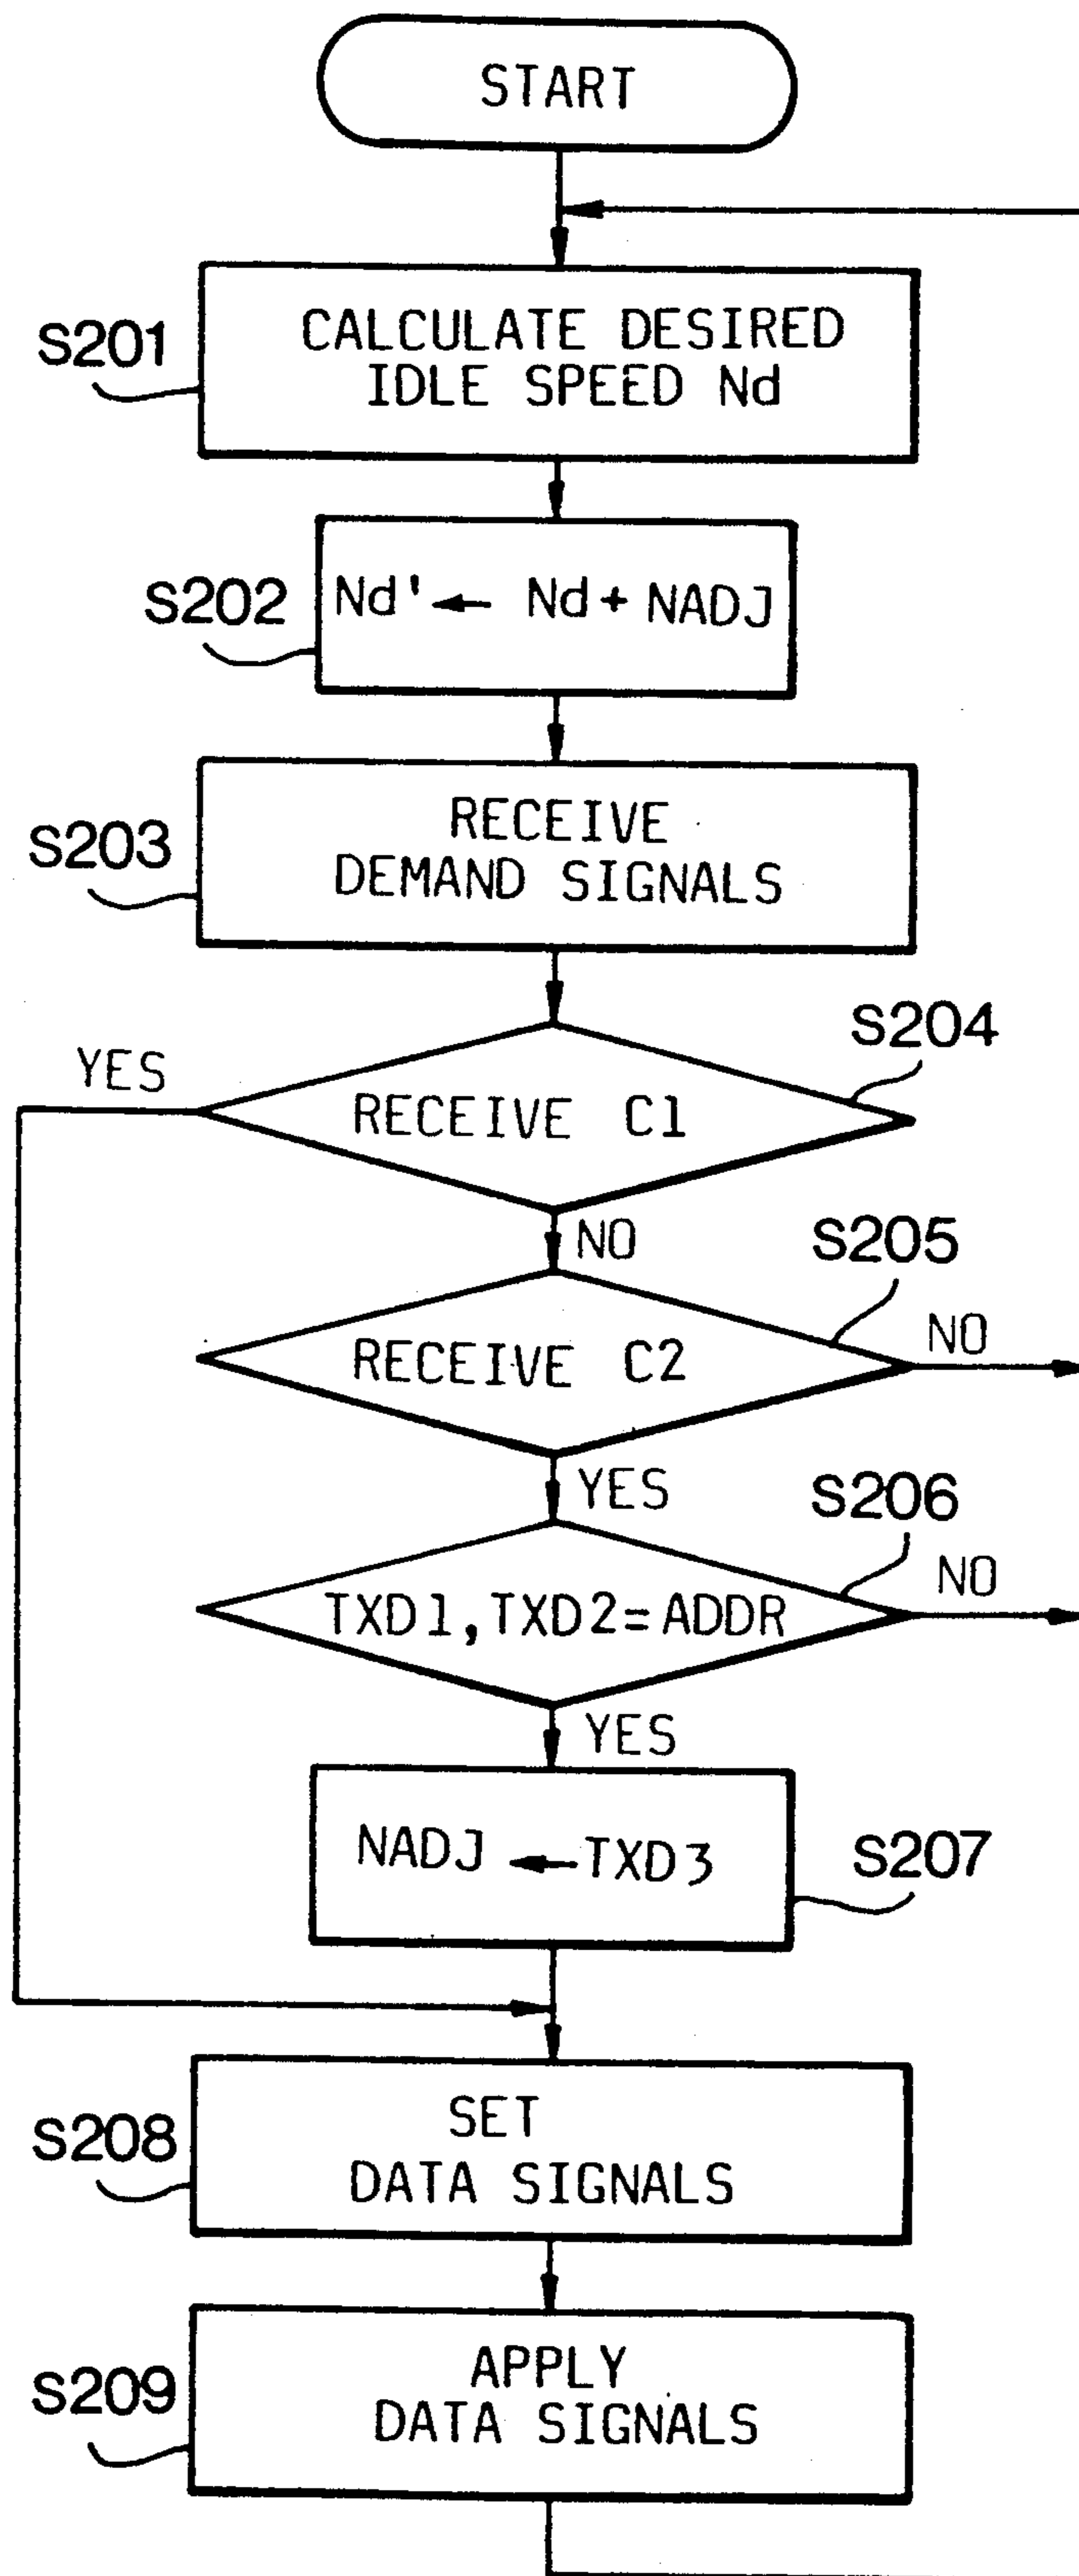 START
S201
CALCULATE DESIRED
IDLE SPEED Nd
S202
Nd' ← Nd + NADJ
S203
RECEIVE
DEMAND SIGNALS
S204
YES
RECEIVE C1
NO
S205
RECEIVE C2
NO
YES
S206
TXD1, TXD2 = ADDR
NO
YES
NADJ ← TXD3
S207
S208
SET
DATA SIGNALS
S209
APPLY
DATA SIGNALS